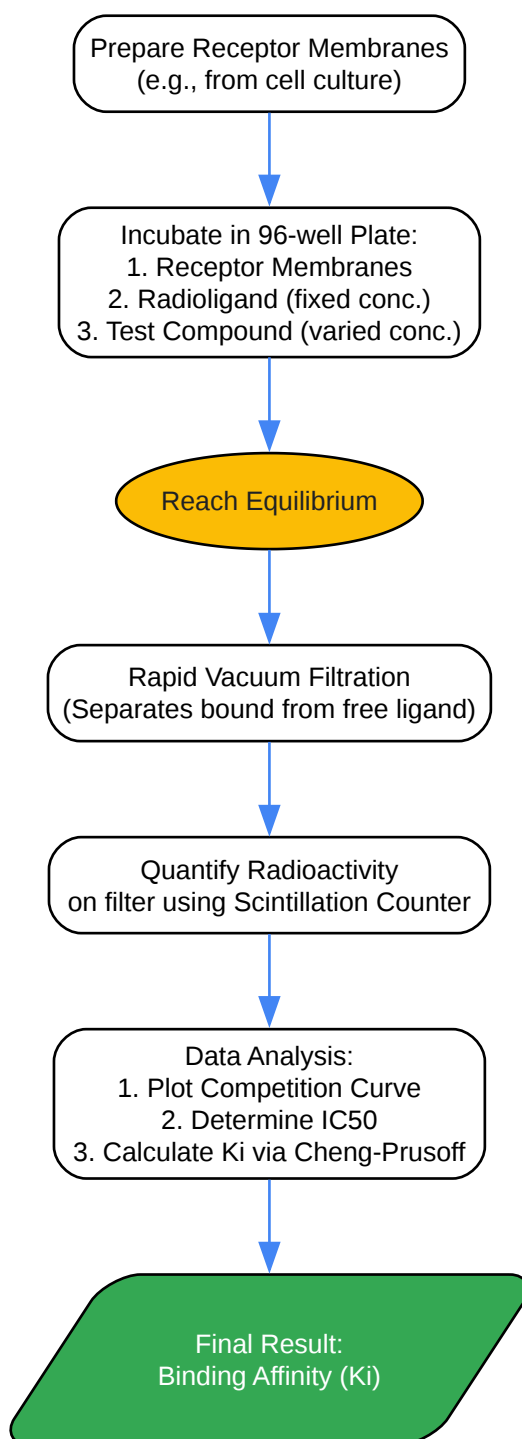 Prepare Receptor Membranes
(e.g., from cell culture)
Incubate in 96-well Plate:
1. Receptor Membranes
2. Radioligand (fixed conc.)
3. Test Compound (varied conc.)
Reach Equilibrium
Rapid Vacuum Filtration
(Separates bound from free ligand)
Quantify Radioactivity
on filter using Scintillation Counter
Data Analysis:
1. Plot Competition Curve
2. Determine IC50
3. Calculate Ki via Cheng-Prusoff
Final Result:
Binding Affinity (Ki)